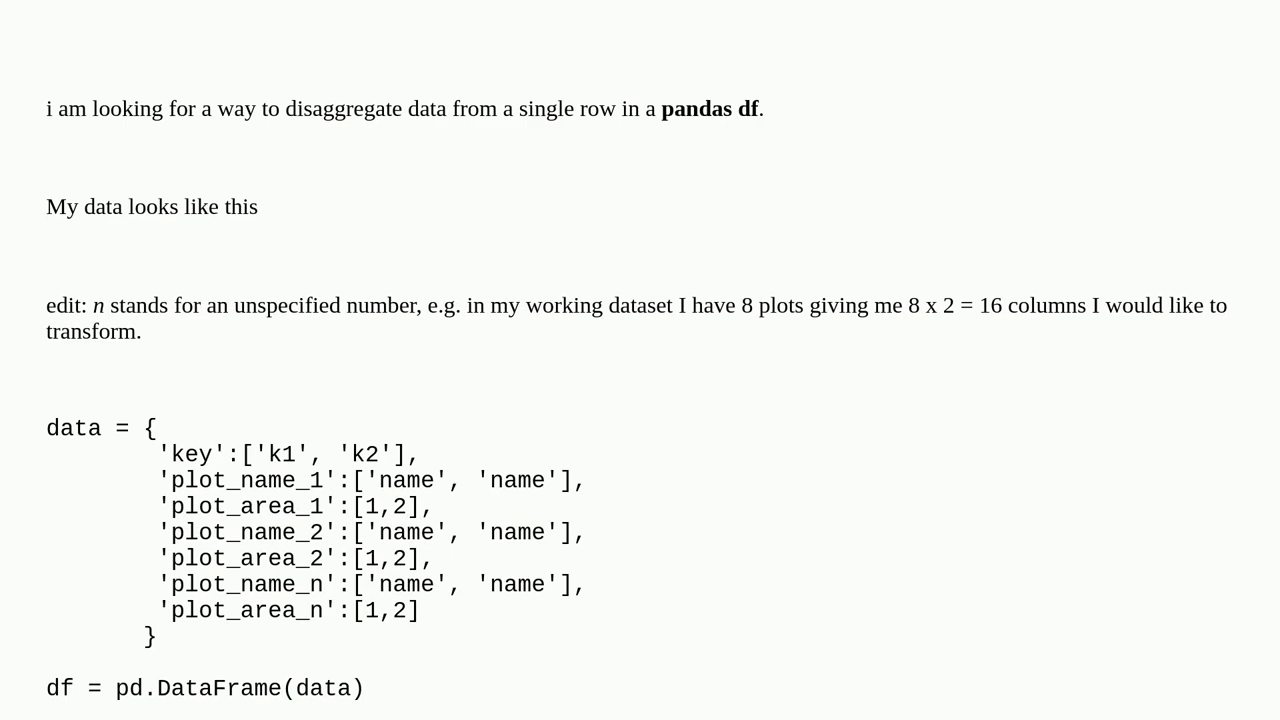 i am looking for a way to disaggregate data from a single row in a pandas df.
My data looks like this
edit: n stands for an unspecified number, e.g. in my working dataset I have 8 plots giving me 8 x 2 = 16 columns I would like to
transform.
data = {
        'key':['k1', 'k2'],
        'plot_name_1':['name', 'name'],
        'plot_area_1':[1,2],
        'plot_name_2':['name', 'name'],
        'plot_area_2':[1,2],
        'plot_name_n':['name', 'name'],
        'plot_area_n':[1,2]
       }
df = pd.DataFrame(data)